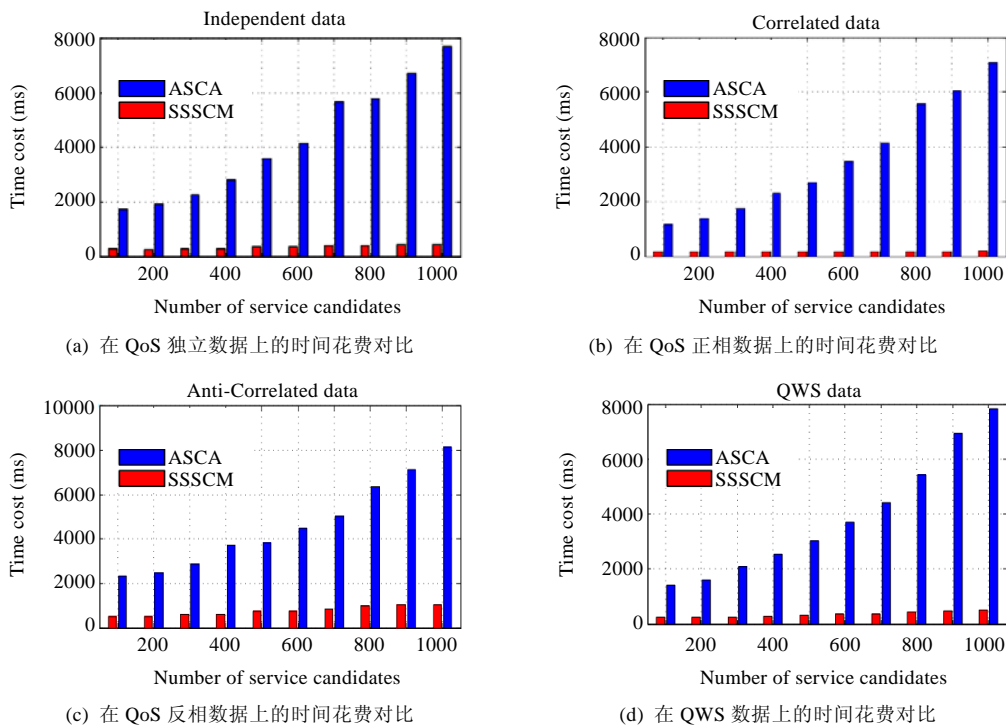 Independent data
8000
6000
4000
2000
0
Time cost (ms)
ASCA
SSSCM
200 400 600 800 1000
Number of service candidates
(a) 在 QoS 独立数据上的时间花费对比
Correlated data
8000
6000
4000
2000
0
Time cost (ms)
ASCA
SSSCM
200 400 600 800 1000
Number of service candidates
(b) 在 QoS 正相数据上的时间花费对比
Anti-Correlated data
10000
8000
6000
4000
2000
0
Time cost (ms)
ASCA
SSSCM
200 400 600 800 1000
Number of service candidates
(c) 在 QoS 反相数据上的时间花费对比
QWS data
8000
6000
4000
2000
0
Time cost (ms)
ASCA
SSSCM
200 400 600 800 1000
Number of service candidates
(d) 在 QWS 数据上的时间花费对比